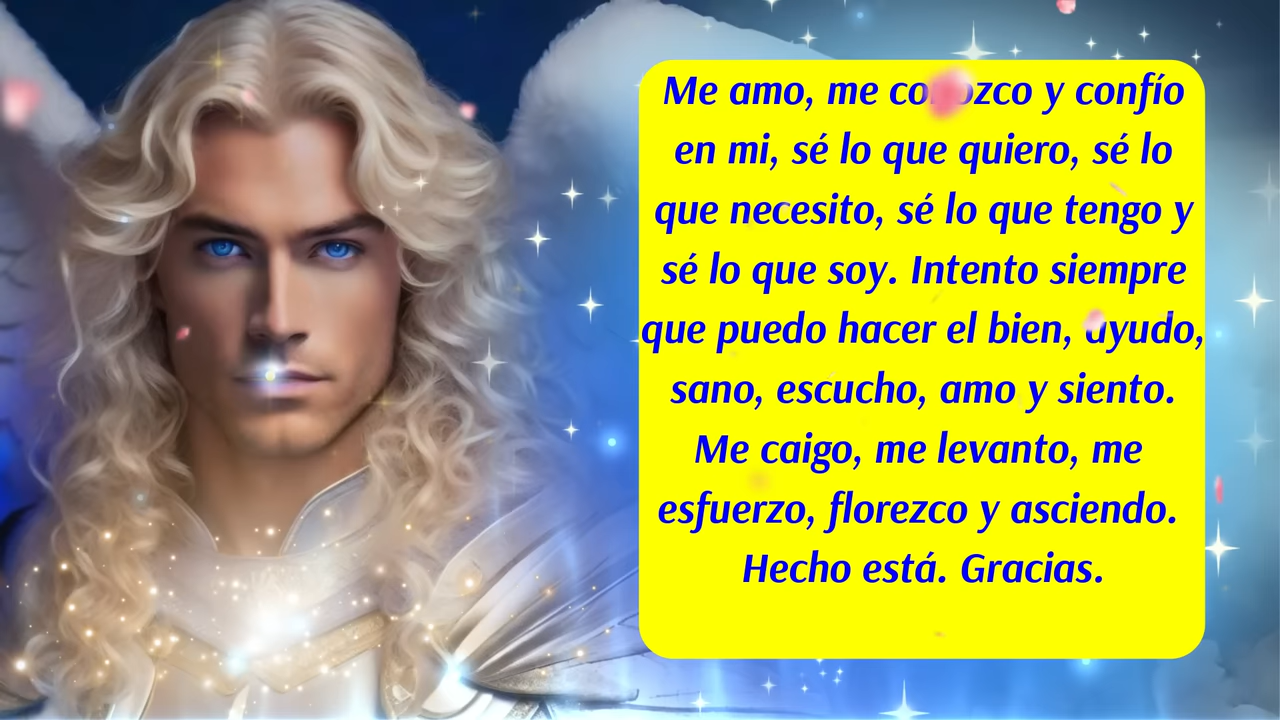 Me amo, me conozco y confío
en mi, sé lo que quiero, sé lo
que necesito, sé lo que tengo y
sé lo que soy. Intento siempre
que puedo hacer el bien, ayudo,
sano, escucho, amo y siento.
Me caigo, me levanto, me
esfuerzo, florezco y asciendo.
Hecho está. Gracias.